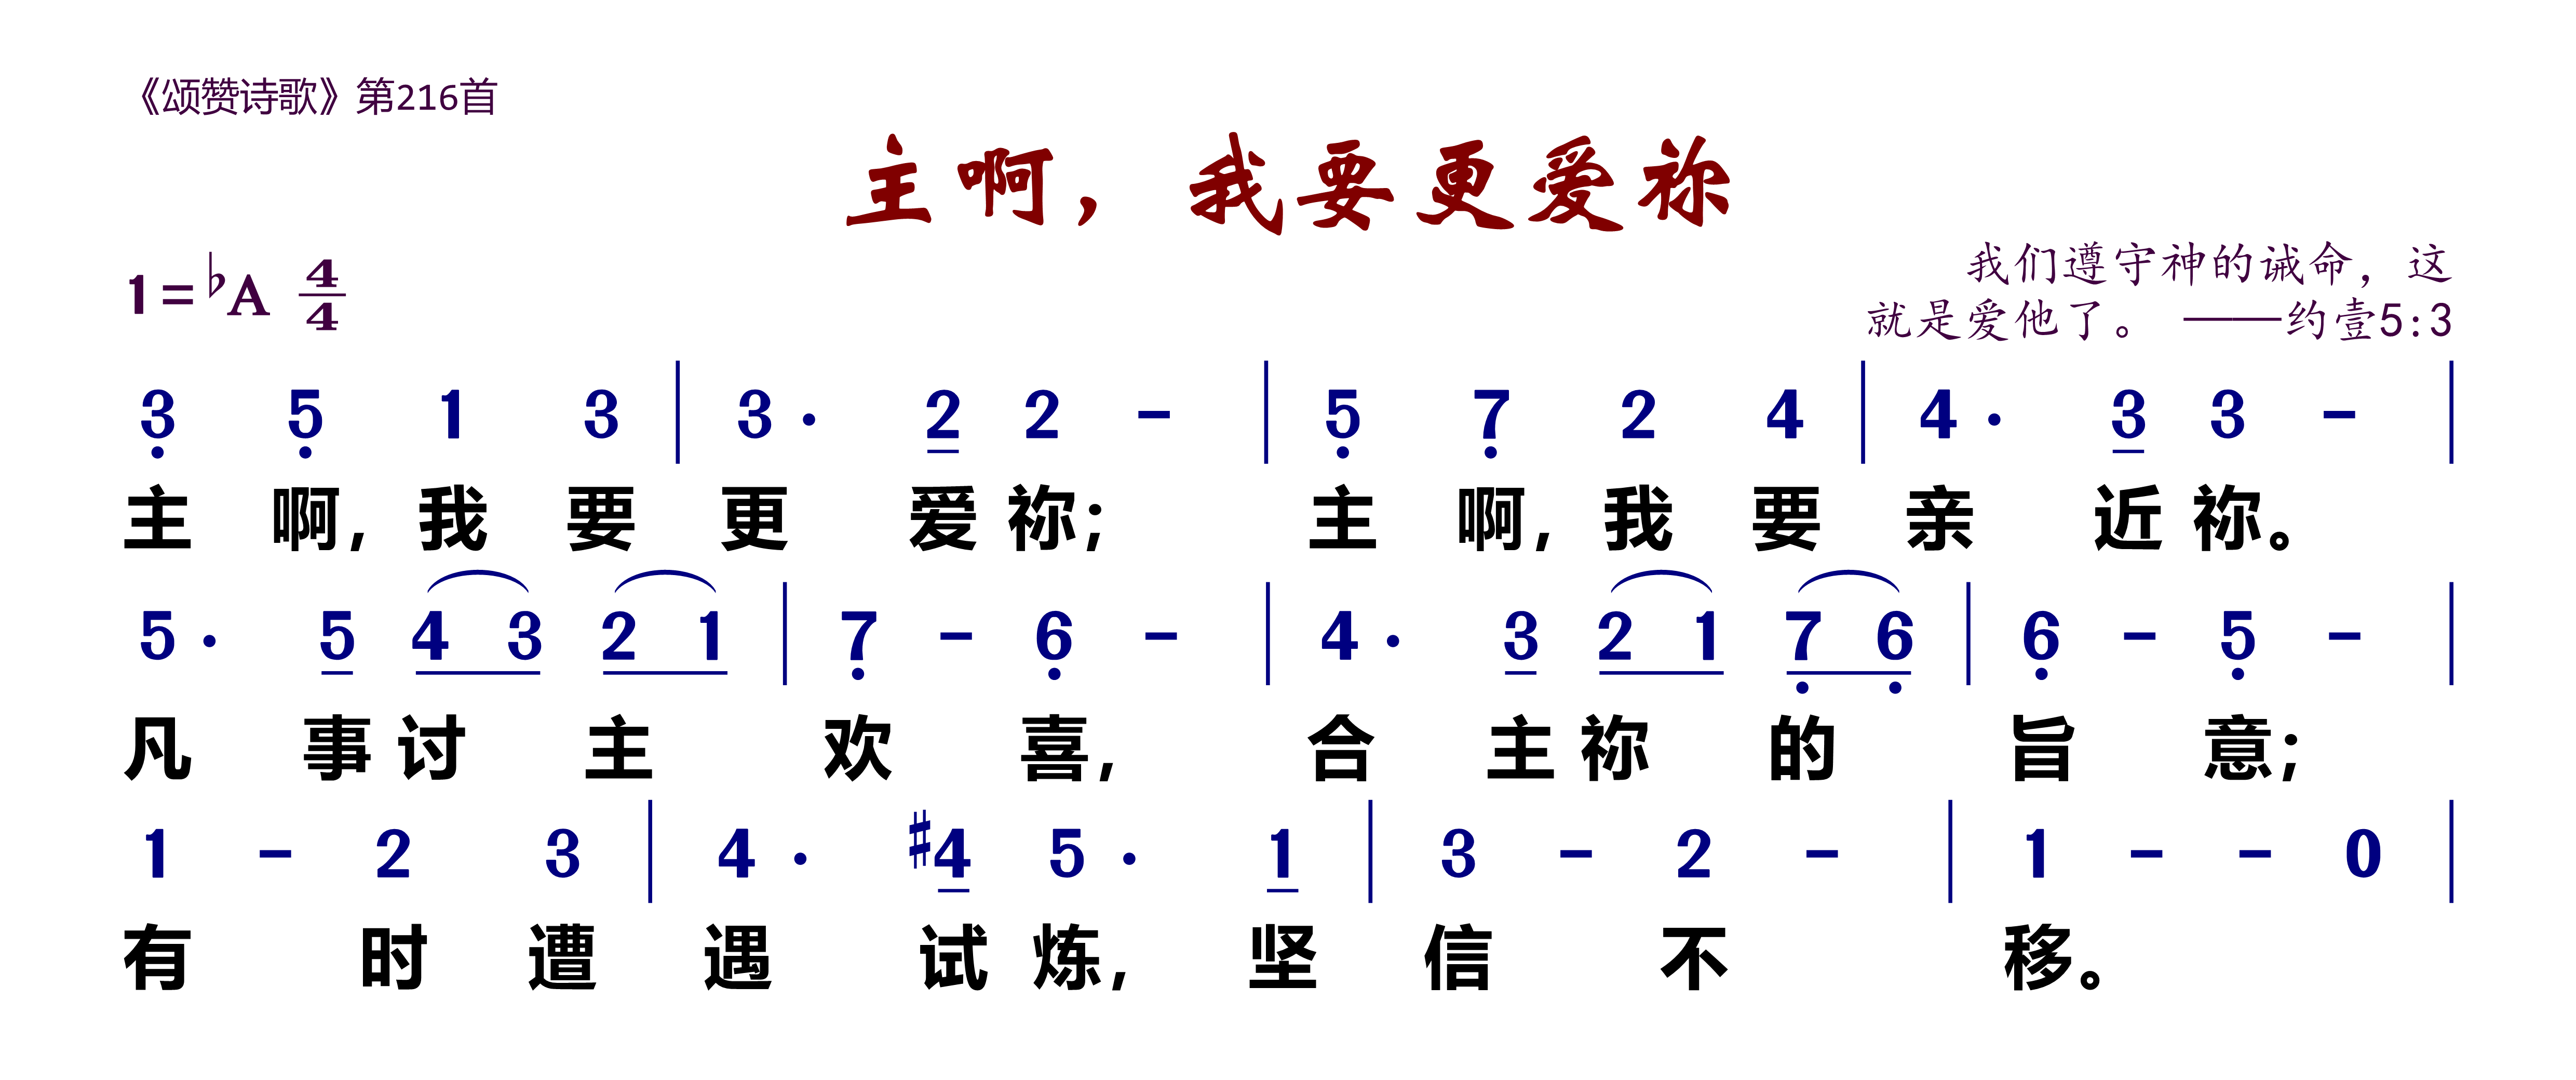 《颂赞诗歌》第216首
主啊，我要更爱祢
1=♭A 4/4
我们遵守神的诫命，这
就是爱他了。 ——约壹5:3
3̣ 5̣ 1 3 | 3· 2 2 - | 5̣ 7̣ 2 4 | 4· 3 3 - |
主啊,我要更爱祢;主啊,我要亲近祢。
5· 5 4 3 2 1 | 7̣ - 6̣ - | 4· 3 2 1 7̣ 6̣ | 6̣ - 5̣ - |
凡事讨主欢喜,合主祢的旨意;
1 - 2 3 | 4· #4 5· 1 | 3 - 2 - | 1 - - 0 |
有时遭遇试炼,坚信不移。